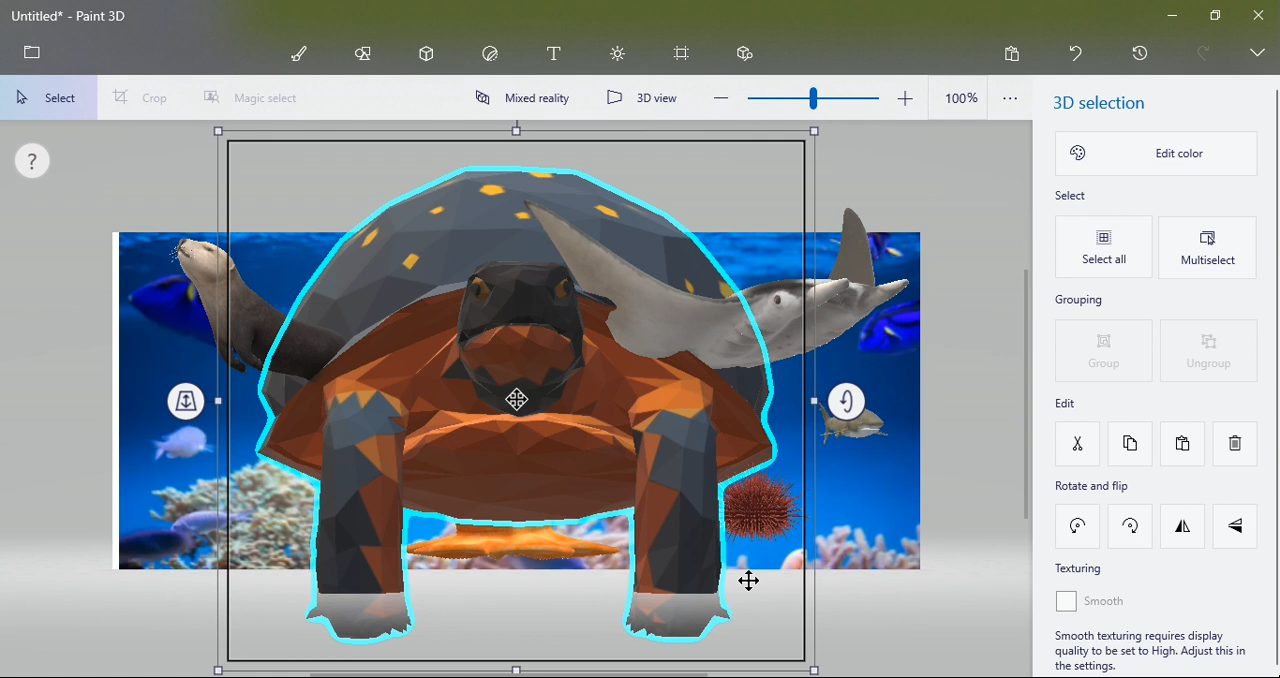 Untitled* - Paint 3D
Select
Crop
Magic select
Mixed reality
3D view
100%
3D selection
?
Edit color
Select
Select all
Multiselect
Grouping
Group
Ungroup
Edit
Rotate and flip
Texturing
Smooth
Smooth texturing requires display
quality to be set to High. Adjust this in
the settings.